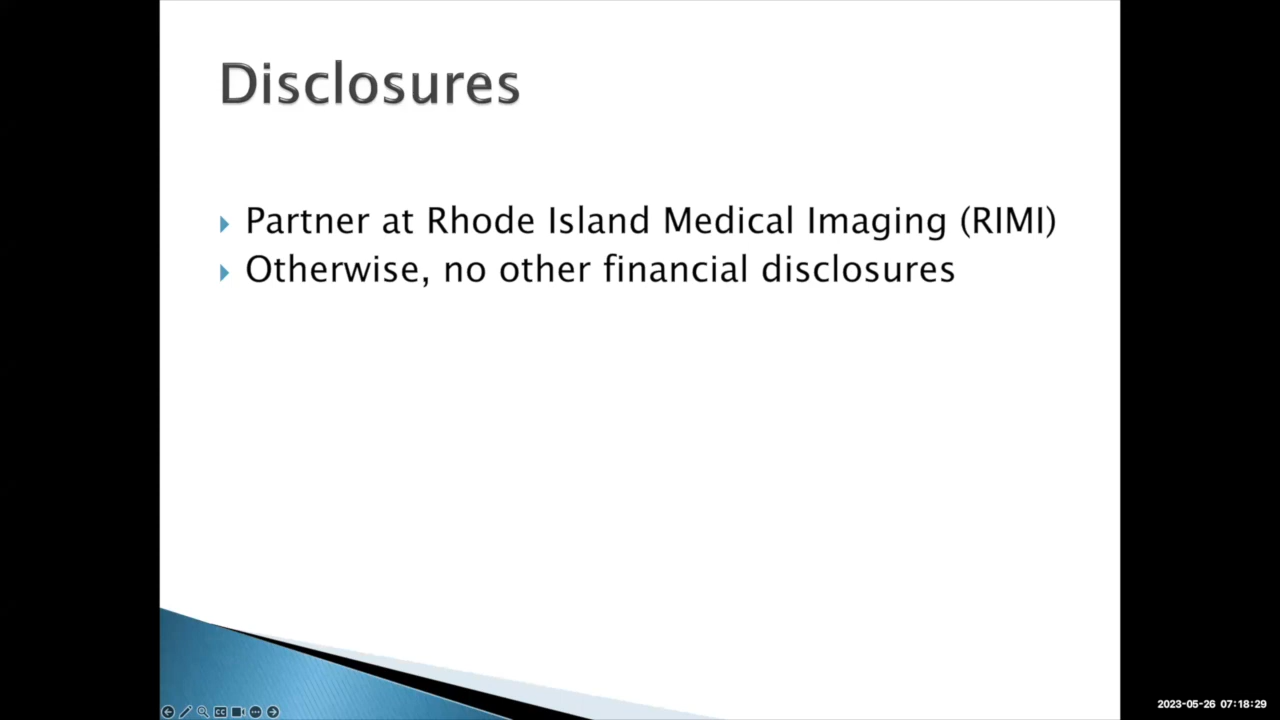 Disclosures
Partner at Rhode Island Medical Imaging (RIMI)
Otherwise, no other financial disclosures
CC
2023-05-26 07:18:29